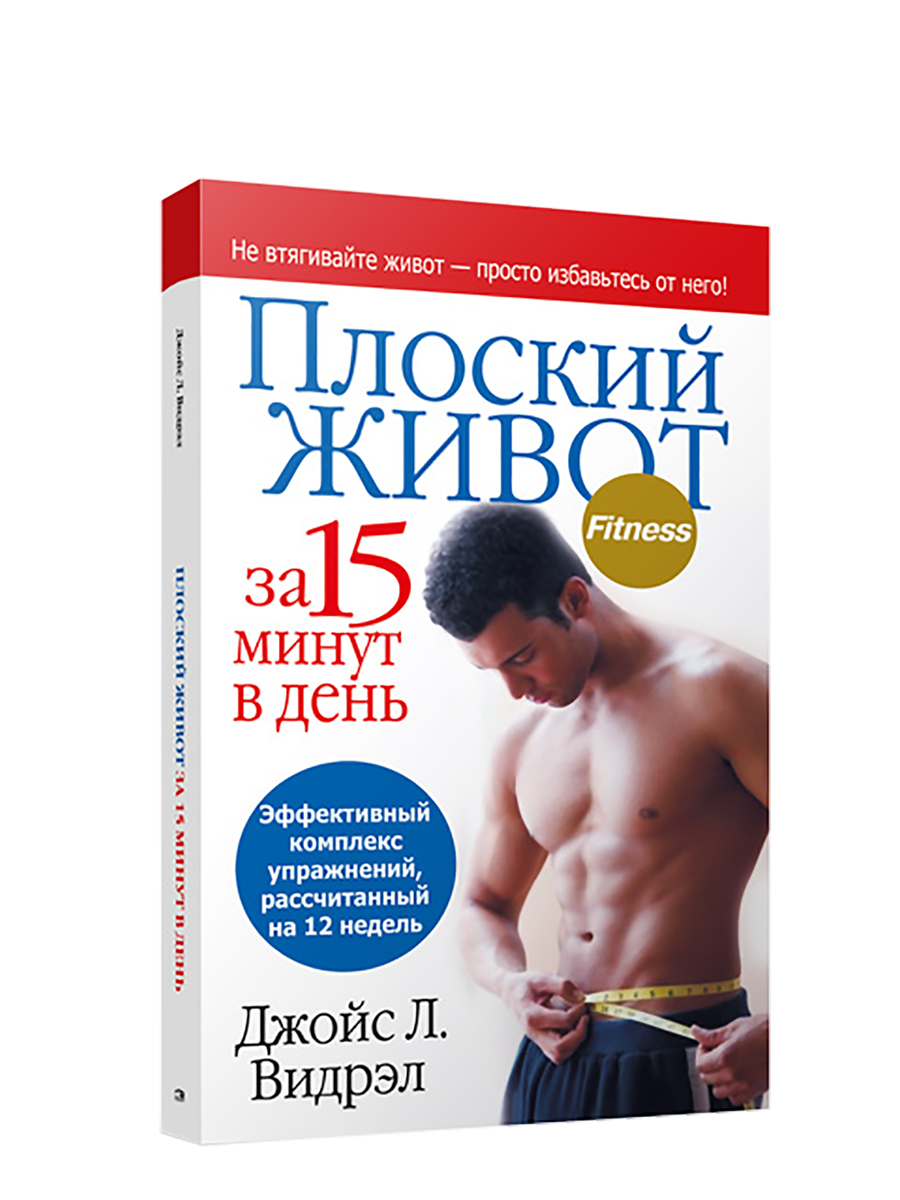 Не втягивайте живот — просто избавьтесь от него!
Плоский
живот
Fitness
за 15
минут
в день
Эффективный
комплекс
упражнений,
рассчитанный
на 12 недель
Джойс Л.
Видрэл
Джойс Л. Видрэл
ПЛОСКИЙ ЖИВОТ ЗА 15 МИНУТ В ДЕНЬ